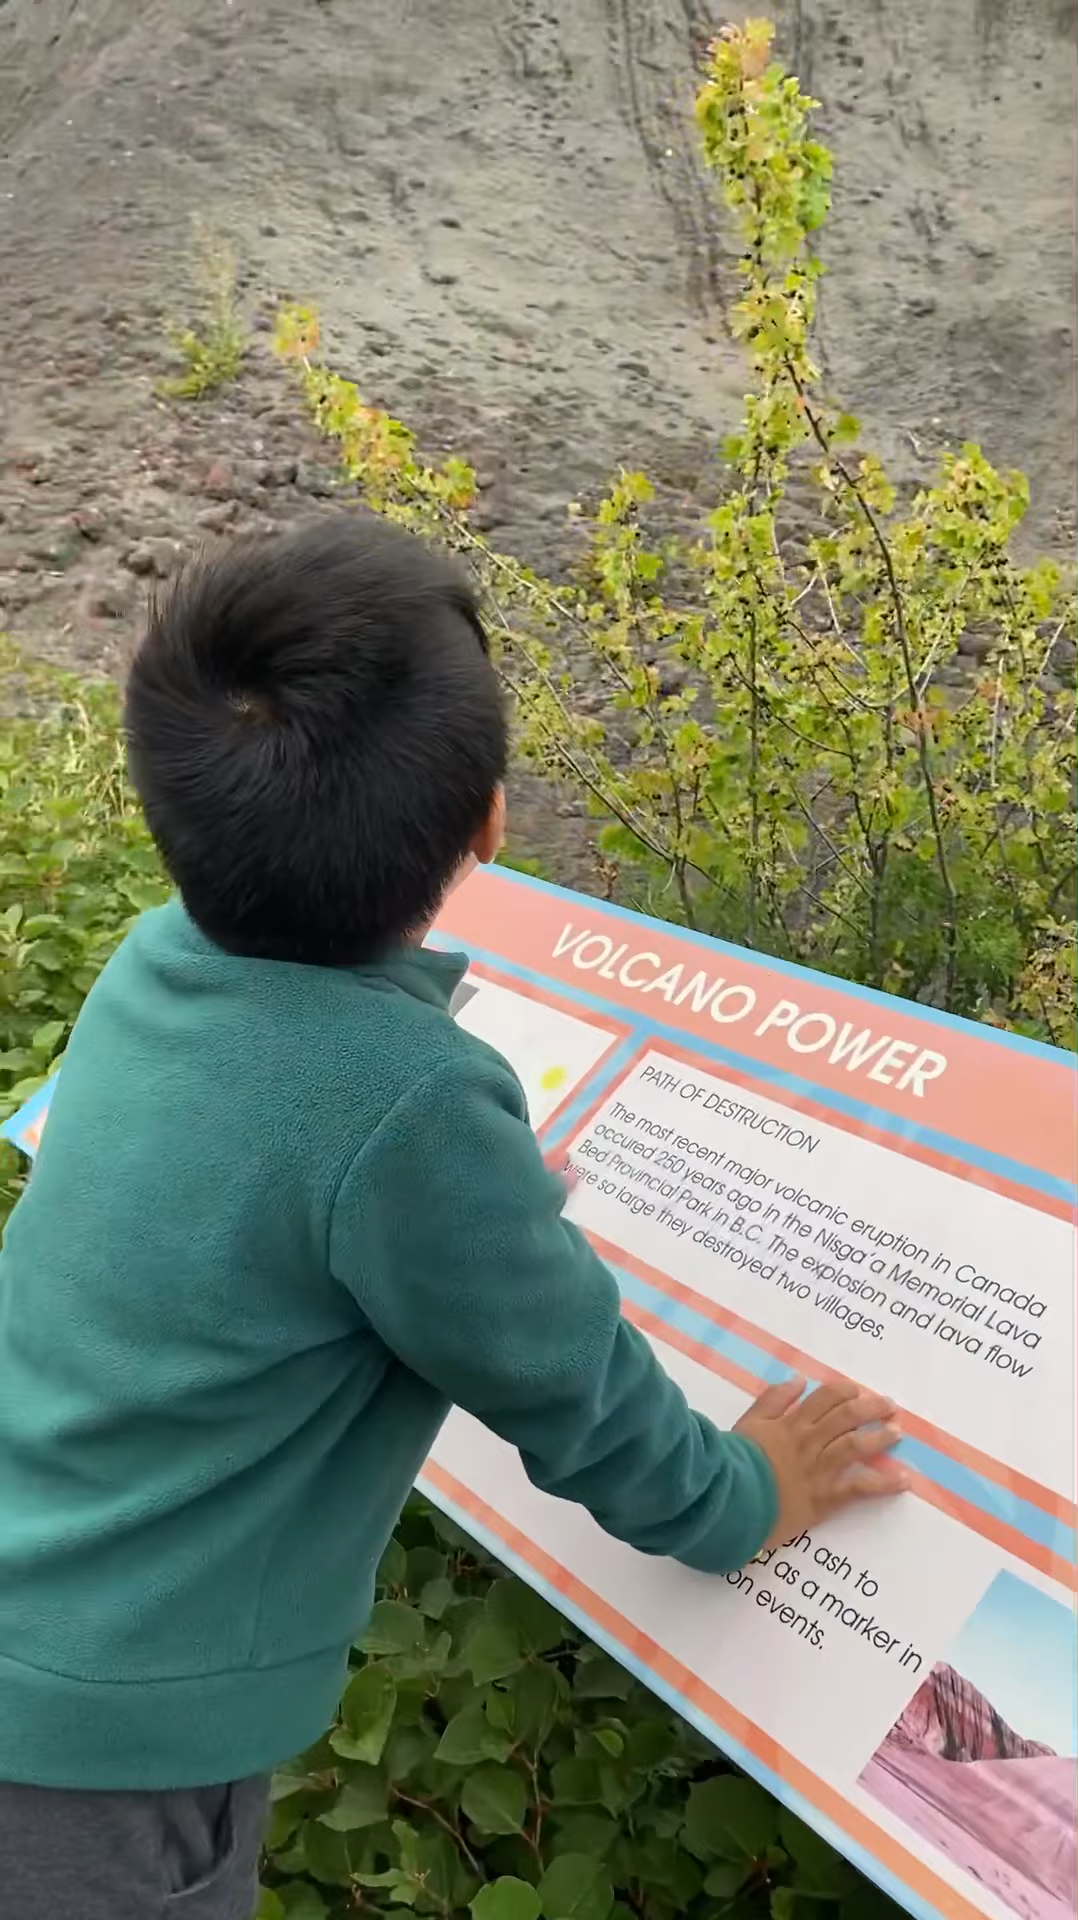 VOLCANO POWER
PATH OF DESTRUCTION
The most recent major volcanic eruption in Canada
occured 250 years ago in the Nisga'a Memorial Lava
Bed Provincial Park in B.C. The explosion and lava flow
were so large they destroyed two villages.
ash to
as a marker in
events.